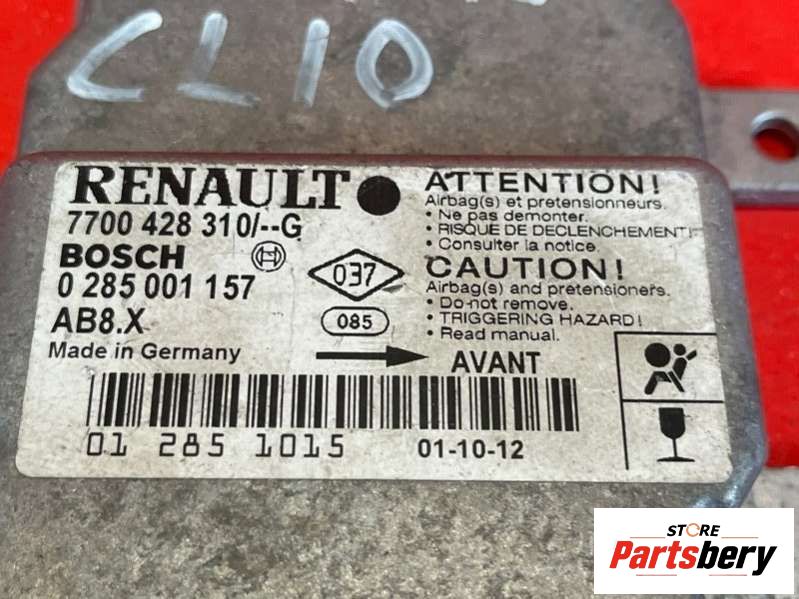 CLIO
RENAULT
7700 428 310/--G
BOSCH
0 285 001 157
AB8.X
Made in Germany
037
085
AVANT
ATTENTION!
Airbag(s) et pretensionneurs.
• Ne pas demonter.
• RISQUE DE DECLENCHEMENT!
• Consulter la notice.
CAUTION!
Airbag(s) and pretensioners.
• Do not remove.
• TRIGGERING HAZARD!
• Read manual.
01 285 1015
01-10-12
STORE
Partsbery